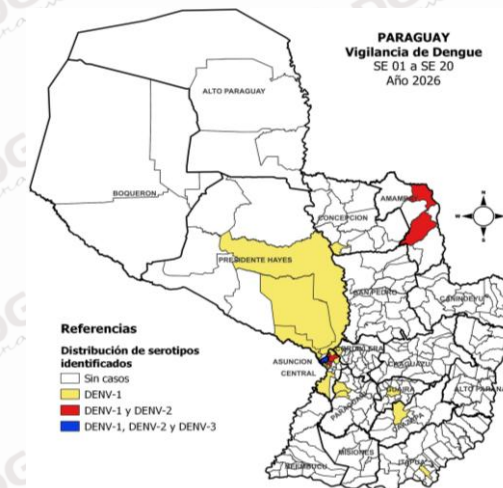 PARAGUAY
Vigilancia de Dengue
SE 01 a SE 20
Año 2026
ALTO PARAGUAY
BOQUERON
AMAMBAY
CONCEPCION
PRESIDENTE HAYES
SAN PEDRO
CANINDEYU
CORDILLERA
ASUNCION
CENTRAL
CAAGUAZU
ALTO PARANA
GUAIRA
PARAGUARI
CAAZAPA
MISIONES
ITAPUA
ÑEEMBUCU
N
E
S
W
Referencias
Distribución de serotipos
identificados
Sin casos
DENV-1
DENV-1 y DENV-2
DENV-1, DENV-2 y DENV-3